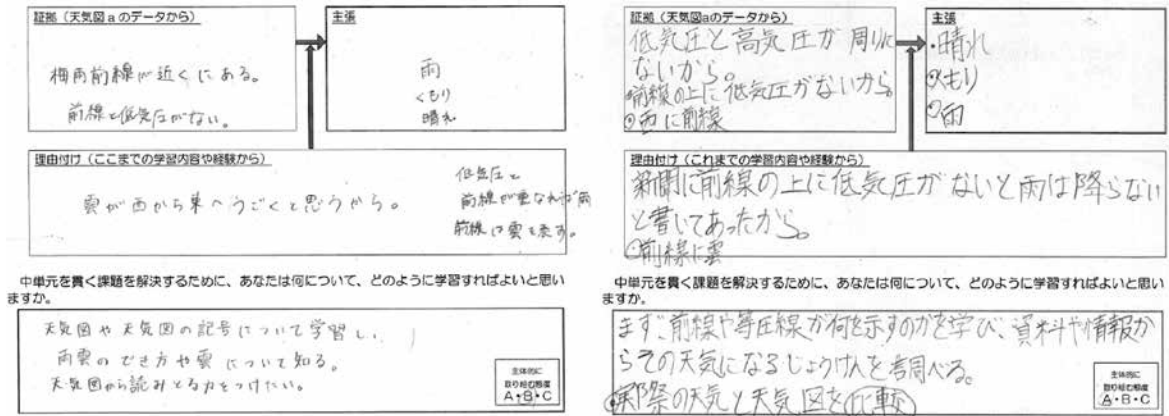 証拠（天気図 a のデータから）
梅雨前線が近くにある。
前線と低気圧がない。
主張
雨
くもり
晴れ
理由付け（ここまでの学習内容や経験から）
雲が西から東へうごくと思うから。
低気圧と
前線が重なれば雨
前線は雲を表す。
中単元を貫く課題を解決するために、あなたは何について、どのように学習すればよいと思い
ますか。
天気図や天気図の記号について学習し、
雨雲のでき方や雲について知る。
天気図から読みとる力をつけたい。
主体的に
取り組む態度
A・B・C
証拠（天気図aのデータから）
低気圧と高気圧が周りに
ないから。
前線の上に低気圧がないから。
西に前線
主張
・晴れ
くもり
雨
理由付け（これまでの学習内容や経験から）
新聞に前線の上に低気圧がないと雨は降らない
と書いてあったから。
前線に雲
中単元を貫く課題を解決するために、あなたは何について、どのように学習すればよいと思い
ますか。
まず、前線や等圧線が何を示すのかを学び、資料や情報か
らその天気になるじょうけんを調べる。
実際の天気と天気図を比較
主体的に
取り組む態度
A・B・C